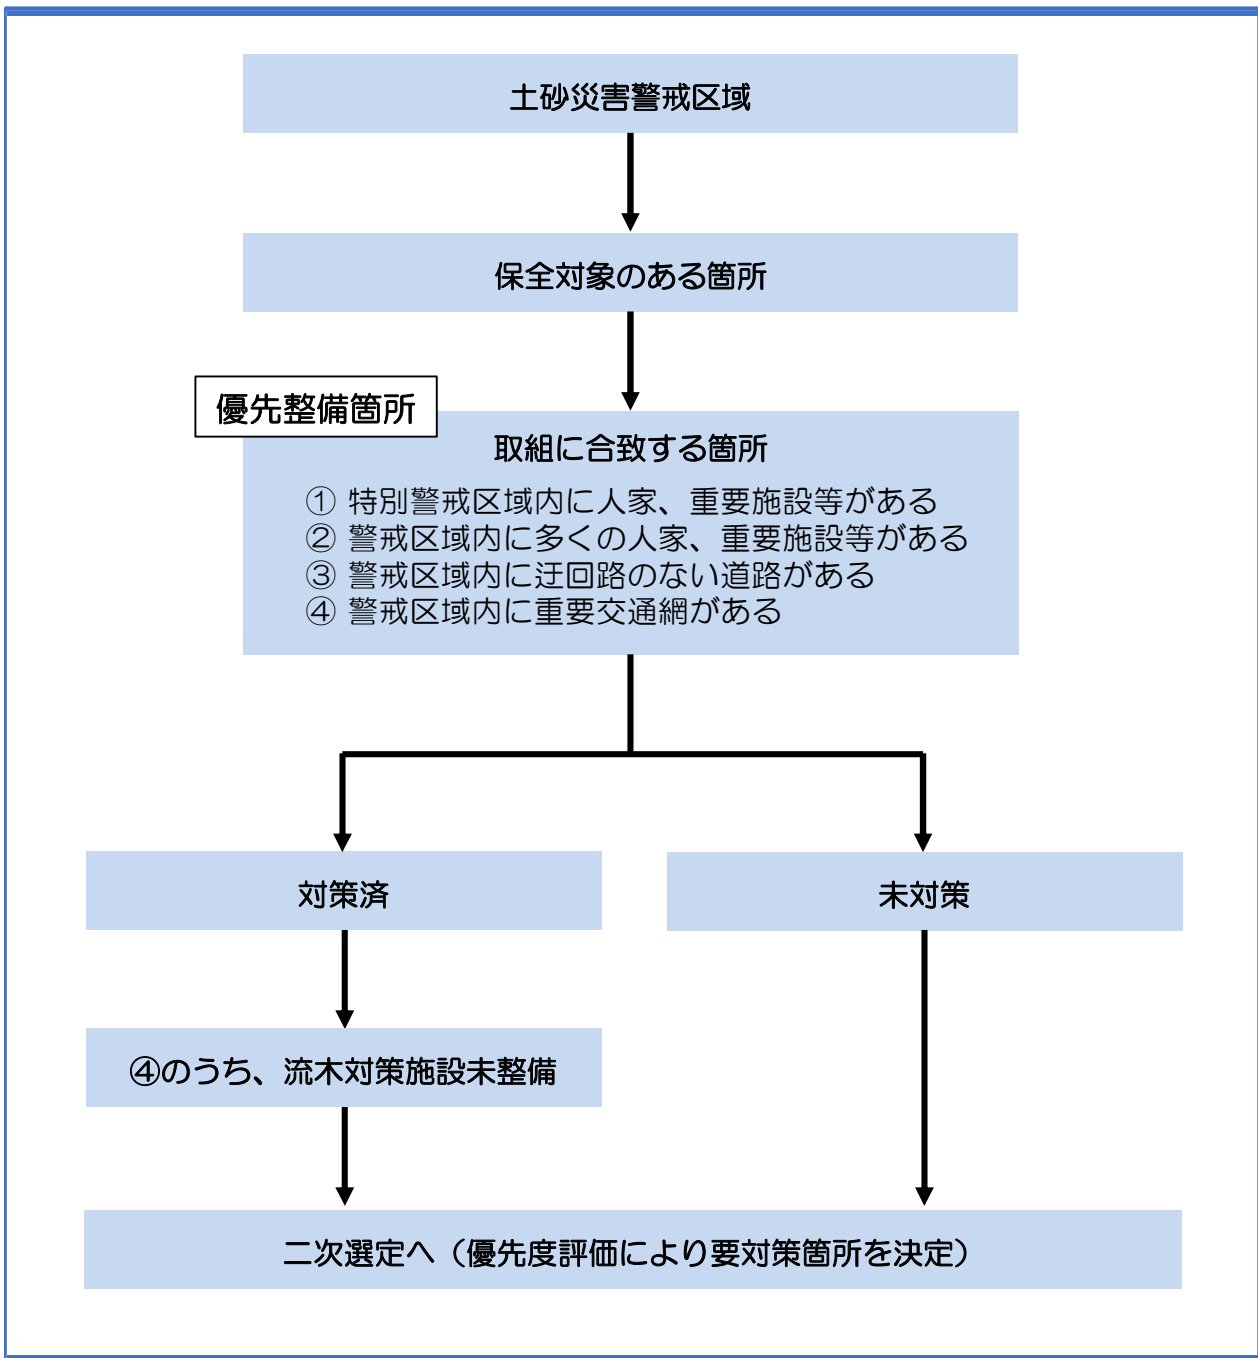 土砂災害警戒区域
保全対象のある箇所
優先整備箇所
取組に合致する箇所
① 特別警戒区域内に人家、重要施設等がある
② 警戒区域内に多くの人家、重要施設等がある
③ 警戒区域内に迂回路のない道路がある
④ 警戒区域内に重要交通網がある
対策済
未対策
④のうち、流木対策施設未整備
二次選定へ（優先度評価により要対策箇所を決定）